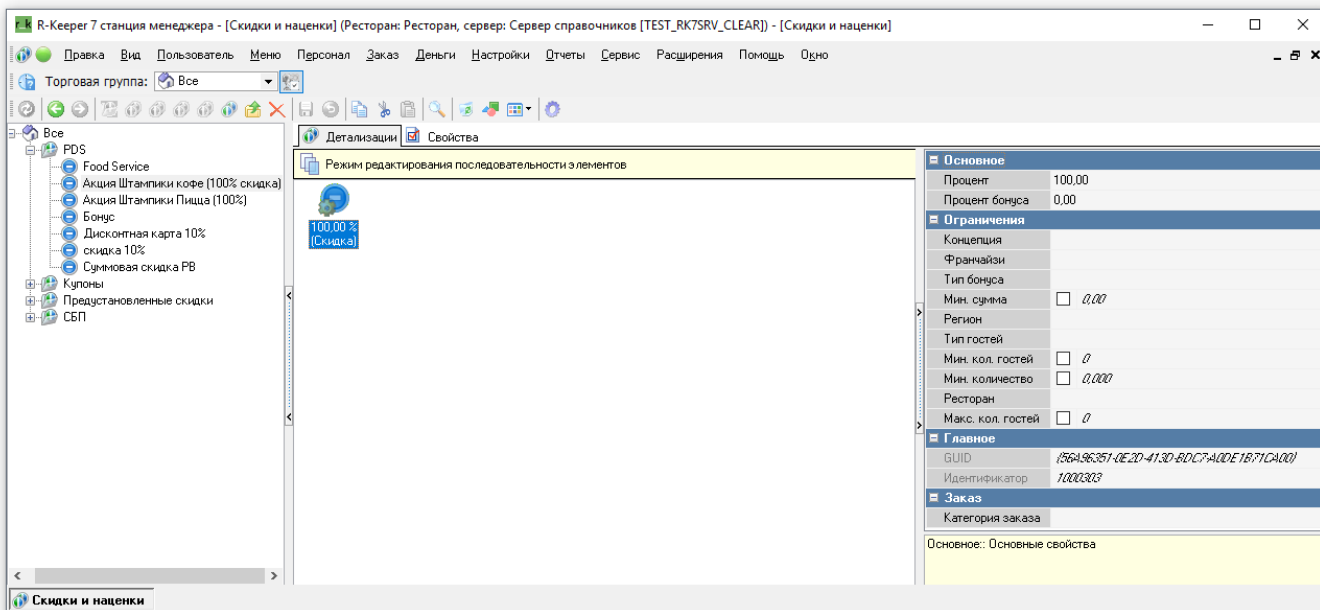 R-Keeper 7 станция менеджера - [Скидки и наценки] (Ресторан: Ресторан, сервер: Сервер справочников [TEST_RK7SRV_CLEAR]) - [Скидки и наценки]
Правка Вид Пользователь Меню Персонал Заказ Деньги Настройки Отчеты Сервис Расширения Помощь Окно
Торговая группа: Все
Все
PDS
Food Service
Акция Штампики кофе (100% скидка)
Акция Штампики Пицца (100%)
Бонус
Дисконтная карта 10%
скидка 10%
Суммовая скидка РВ
Купоны
Предустановленные скидки
СБП
Детализации Свойства
Режим редактирования последовательности элементов
100,00 %
(Скидка)
Основное
Процент 100,00
Процент бонуса 0,00
Ограничения
Концепция
Франчайзи
Тип бонуса
Мин. сумма 0,00
Регион
Тип гостей
Мин. кол. гостей 0
Мин. количество 0,000
Ресторан
Макс. кол. гостей 0
Главное
GUID {56A96351-0E2D-413D-BDC7-A0DE1B71CA00}
Идентификатор 1000303
Заказ
Категория заказа
Основное:: Основные свойства
Скидки и наценки